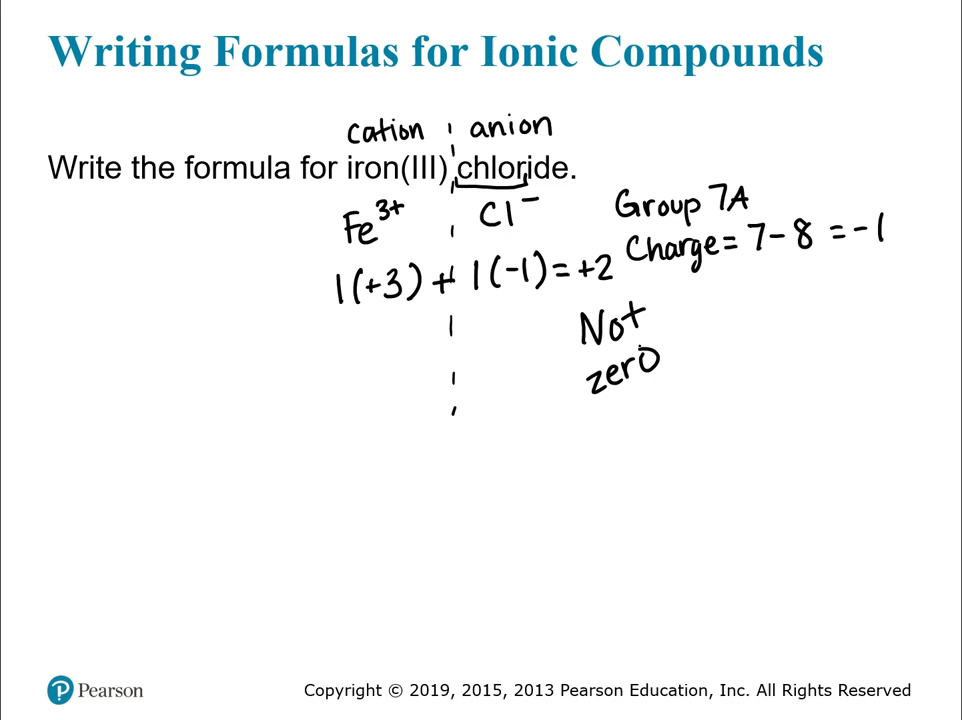 Writing Formulas for Ionic Compounds
cation anion
Write the formula for iron(III) chloride.
Fe³⁺ Cl⁻ Group 7A
Charge = 7 - 8 = -1
1(+3) + 1(-1) = +2
Not
zero
Pearson Copyright © 2019, 2015, 2013 Pearson Education, Inc. All Rights Reserved